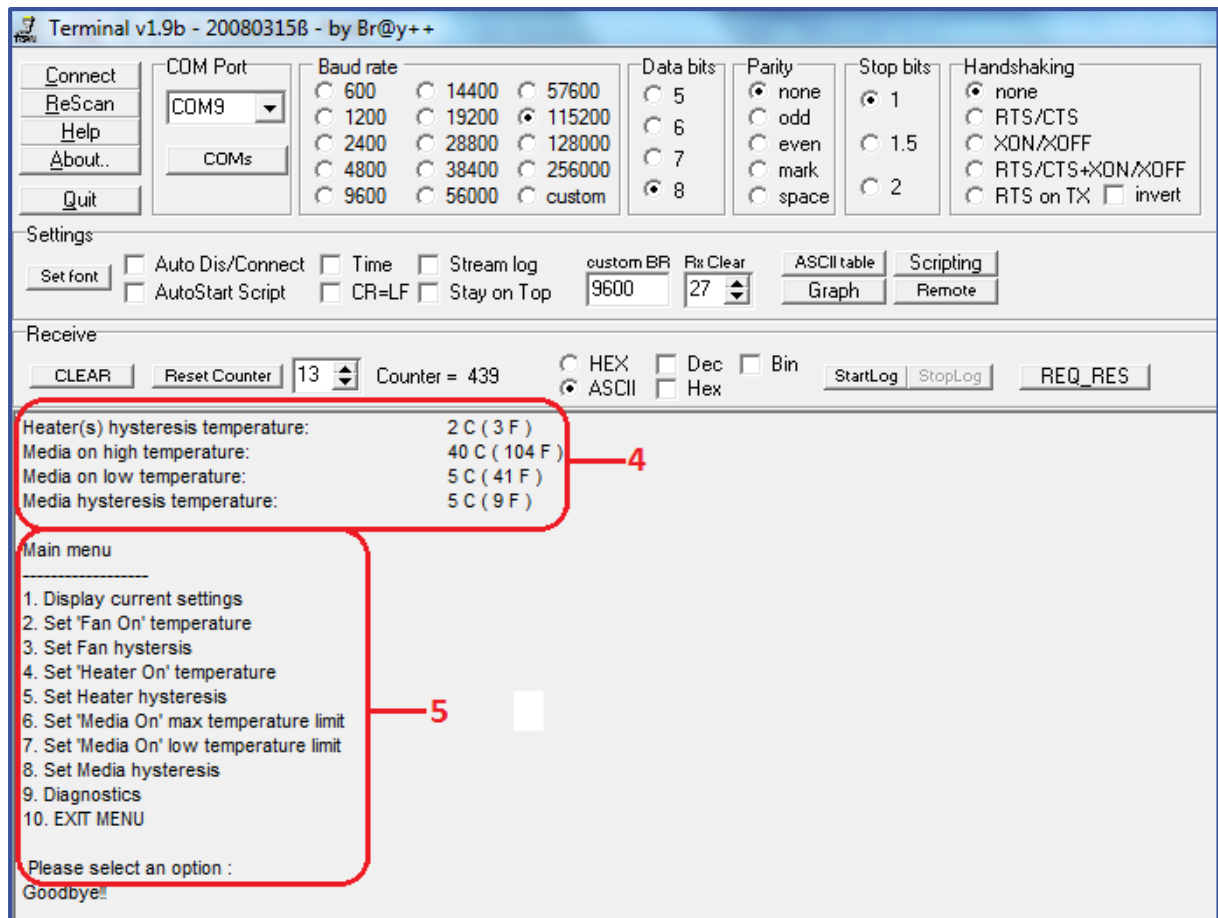 Terminal v1.9b - 20080315ß - by Br@y++
Connect
ReScan
Help
About..
Quit
COM Port
COM9
COMs
Baud rate
600 14400 57600
1200 19200 115200
2400 28800 128000
4800 38400 256000
9600 56000 custom
Data bits
5
6
7
8
Parity
none
odd
even
mark
space
Stop bits
1
1.5
2
Handshaking
none
RTS/CTS
XON/XOFF
RTS/CTS+XON/XOFF
RTS on TX invert
Settings
Set font
Auto Dis/Connect Time Stream log
AutoStart Script CR=LF Stay on Top
custom BR Rx Clear
9600 27
ASCII table Scripting
Graph Remote
Receive
CLEAR Reset Counter 13 Counter = 439
HEX Dec Bin
ASCII Hex
StartLog StopLog REQ_RES
Heater(s) hysteresis temperature: 2 C ( 3 F )
Media on high temperature: 40 C ( 104 F )
Media on low temperature: 5 C ( 41 F )
Media hysteresis temperature: 5 C ( 9 F )
4
Main menu
------------------
1. Display current settings
2. Set 'Fan On' temperature
3. Set Fan hystersis
4. Set 'Heater On' temperature
5. Set Heater hysteresis
6. Set 'Media On' max temperature limit
7. Set 'Media On' low temperature limit
8. Set Media hysteresis
9. Diagnostics
10. EXIT MENU
5
Please select an option :
Goodbye!!